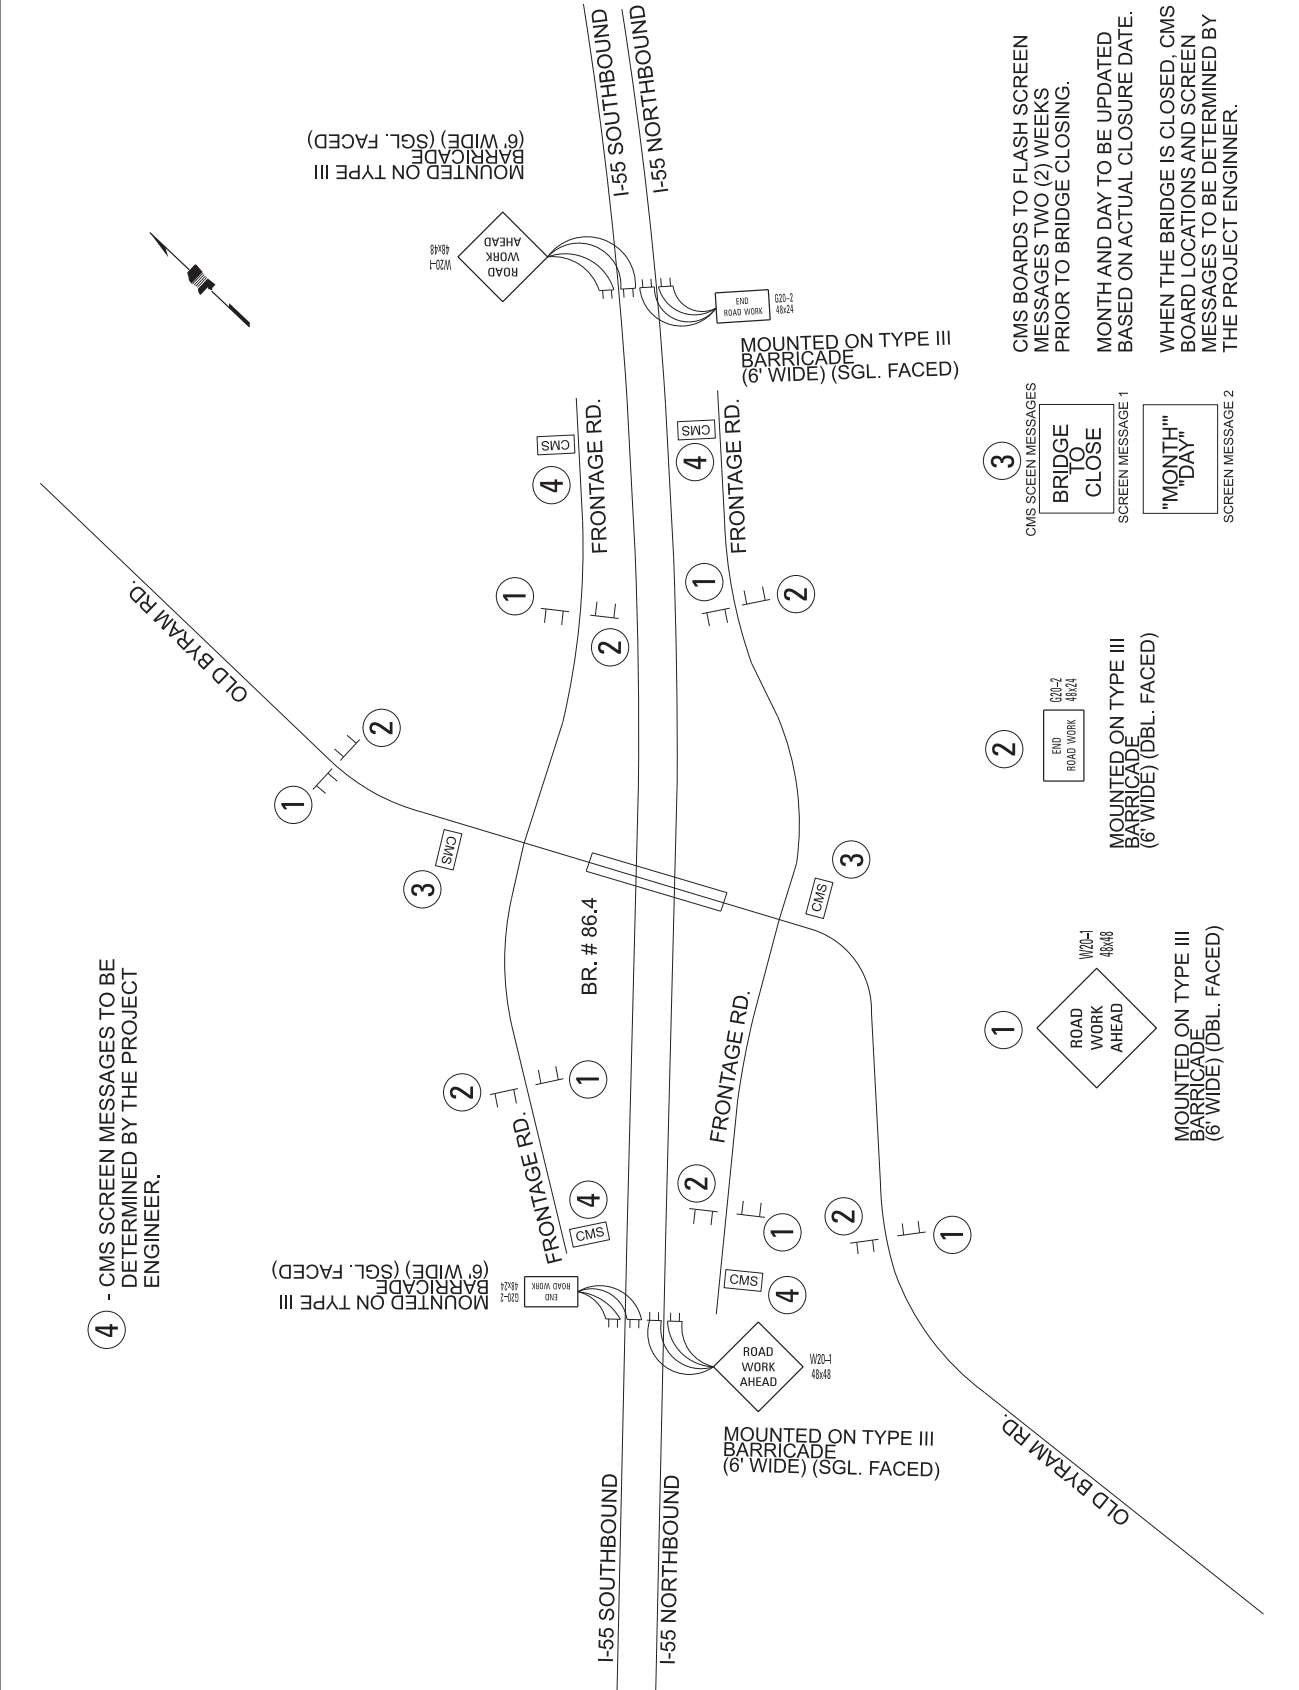 4 - CMS SCREEN MESSAGES TO BE
DETERMINED BY THE PROJECT
ENGINEER.
OLD BYRAM RD.
1
2
3
CMS
MOUNTED ON TYPE III
BARRICADE
(6' WIDE) (SGL. FACED)
W20-1
48x48
ROAD
WORK
AHEAD
I-55 SOUTHBOUND
I-55 NORTHBOUND
END
ROAD WORK
G20-2
48x24
MOUNTED ON TYPE III
BARRICADE
(6' WIDE) (SGL. FACED)
CMS
4
FRONTAGE RD.
CMS
4
FRONTAGE RD.
1
2
1
2
BR. # 86.4
3
CMS
2
1
FRONTAGE RD.
4
CMS
FRONTAGE RD.
2
1
CMS
4
2
1
MOUNTED ON TYPE III
BARRICADE
(6' WIDE) (SGL. FACED)
G20-2
48x24
END
ROAD WORK
ROAD
WORK
AHEAD
W20-1
48x48
MOUNTED ON TYPE III
BARRICADE
(6' WIDE) (SGL. FACED)
I-55 SOUTHBOUND
I-55 NORTHBOUND
OLD BYRAM RD.
1
ROAD
WORK
AHEAD
W20-1
48x48
MOUNTED ON TYPE III
BARRICADE
(6' WIDE) (DBL. FACED)
2
END
ROAD WORK
G20-2
48x24
MOUNTED ON TYPE III
BARRICADE
(6' WIDE) (DBL. FACED)
3
CMS SCEEN MESSAGES
BRIDGE
TO
CLOSE
SCREEN MESSAGE 1
"MONTH"
"DAY"
SCREEN MESSAGE 2
CMS BOARDS TO FLASH SCREEN
MESSAGES TWO (2) WEEKS
PRIOR TO BRIDGE CLOSING.
MONTH AND DAY TO BE UPDATED
BASED ON ACTUAL CLOSURE DATE.
WHEN THE BRIDGE IS CLOSED, CMS
BOARD LOCATIONS AND SCREEN
MESSAGES TO BE DETERMINED BY
THE PROJECT ENGINNER.